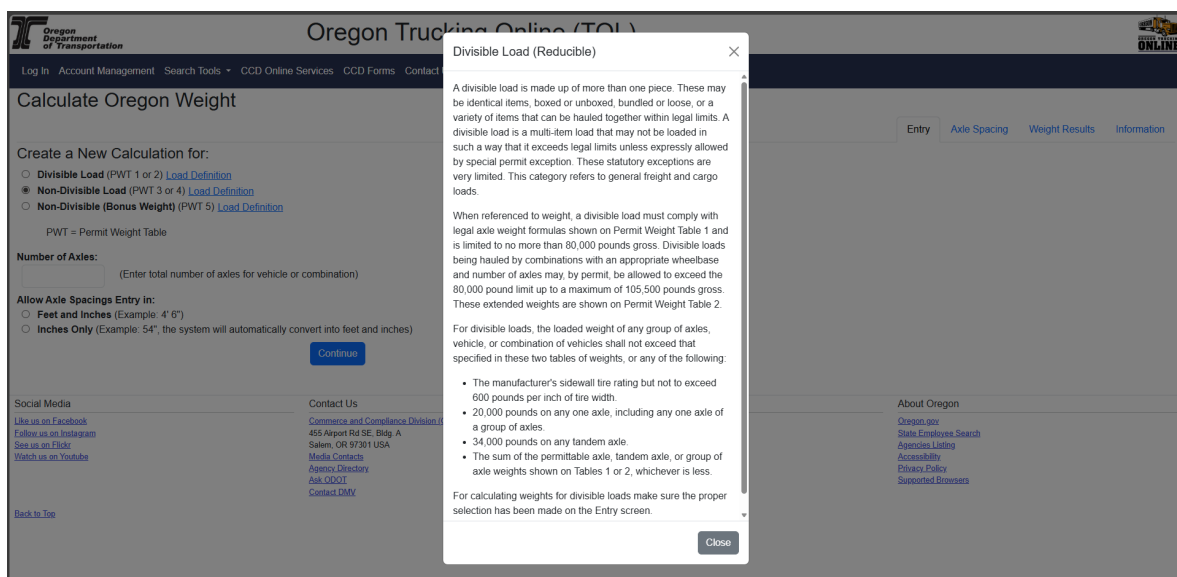 Oregon
Department
of Transportation
Oregon Trucking Online (TOL)
OREGON TRUCKING
ONLINE
Log In Account Management Search Tools CCD Online Services CCD Forms Contact
Calculate Oregon Weight
Entry Axle Spacing Weight Results Information
Create a New Calculation for:
Divisible Load (PWT 1 or 2) Load Definition
Non-Divisible Load (PWT 3 or 4) Load Definition
Non-Divisible (Bonus Weight) (PWT 5) Load Definition
PWT = Permit Weight Table
Number of Axles:
(Enter total number of axles for vehicle or combination)
Allow Axle Spacings Entry in:
Feet and Inches (Example: 4' 6")
Inches Only (Example: 54", the system will automatically convert into feet and inches)
Continue
Divisible Load (Reducible)
A divisible load is made up of more than one piece. These may
be identical items, boxed or unboxed, bundled or loose, or a
variety of items that can be hauled together within legal limits. A
divisible load is a multi-item load that may not be loaded in
such a way that it exceeds legal limits unless expressly allowed
by special permit exception. These statutory exceptions are
very limited. This category refers to general freight and cargo
loads.
When referenced to weight, a divisible load must comply with
legal axle weight formulas shown on Permit Weight Table 1 and
is limited to no more than 80,000 pounds gross. Divisible loads
being hauled by combinations with an appropriate wheelbase
and number of axles may, by permit, be allowed to exceed the
80,000 pound limit up to a maximum of 105,500 pounds gross.
These extended weights are shown on Permit Weight Table 2.
For divisible loads, the loaded weight of any group of axles,
vehicle, or combination of vehicles shall not exceed that
specified in these two tables of weights, or any of the following:
• The manufacturer's sidewall tire rating but not to exceed
600 pounds per inch of tire width.
• 20,000 pounds on any one axle, including any one axle of
a group of axles.
• 34,000 pounds on any tandem axle.
• The sum of the permittable axle, tandem axle, or group of
axle weights shown on Tables 1 or 2, whichever is less.
For calculating weights for divisible loads make sure the proper
selection has been made on the Entry screen.
Close
Social Media
Like us on Facebook
Follow us on Instagram
See us on Flickr
Watch us on Youtube
Back to Top
Contact Us
Commerce and Compliance Division
455 Airport Rd SE, Bldg. A
Salem, OR 97301 USA
Media Contacts
Agency Directory
Ask ODOT
Contact DMV
About Oregon
Oregon.gov
State Employee Search
Agencies Listing
Accessibility
Privacy Policy
Supported Browsers